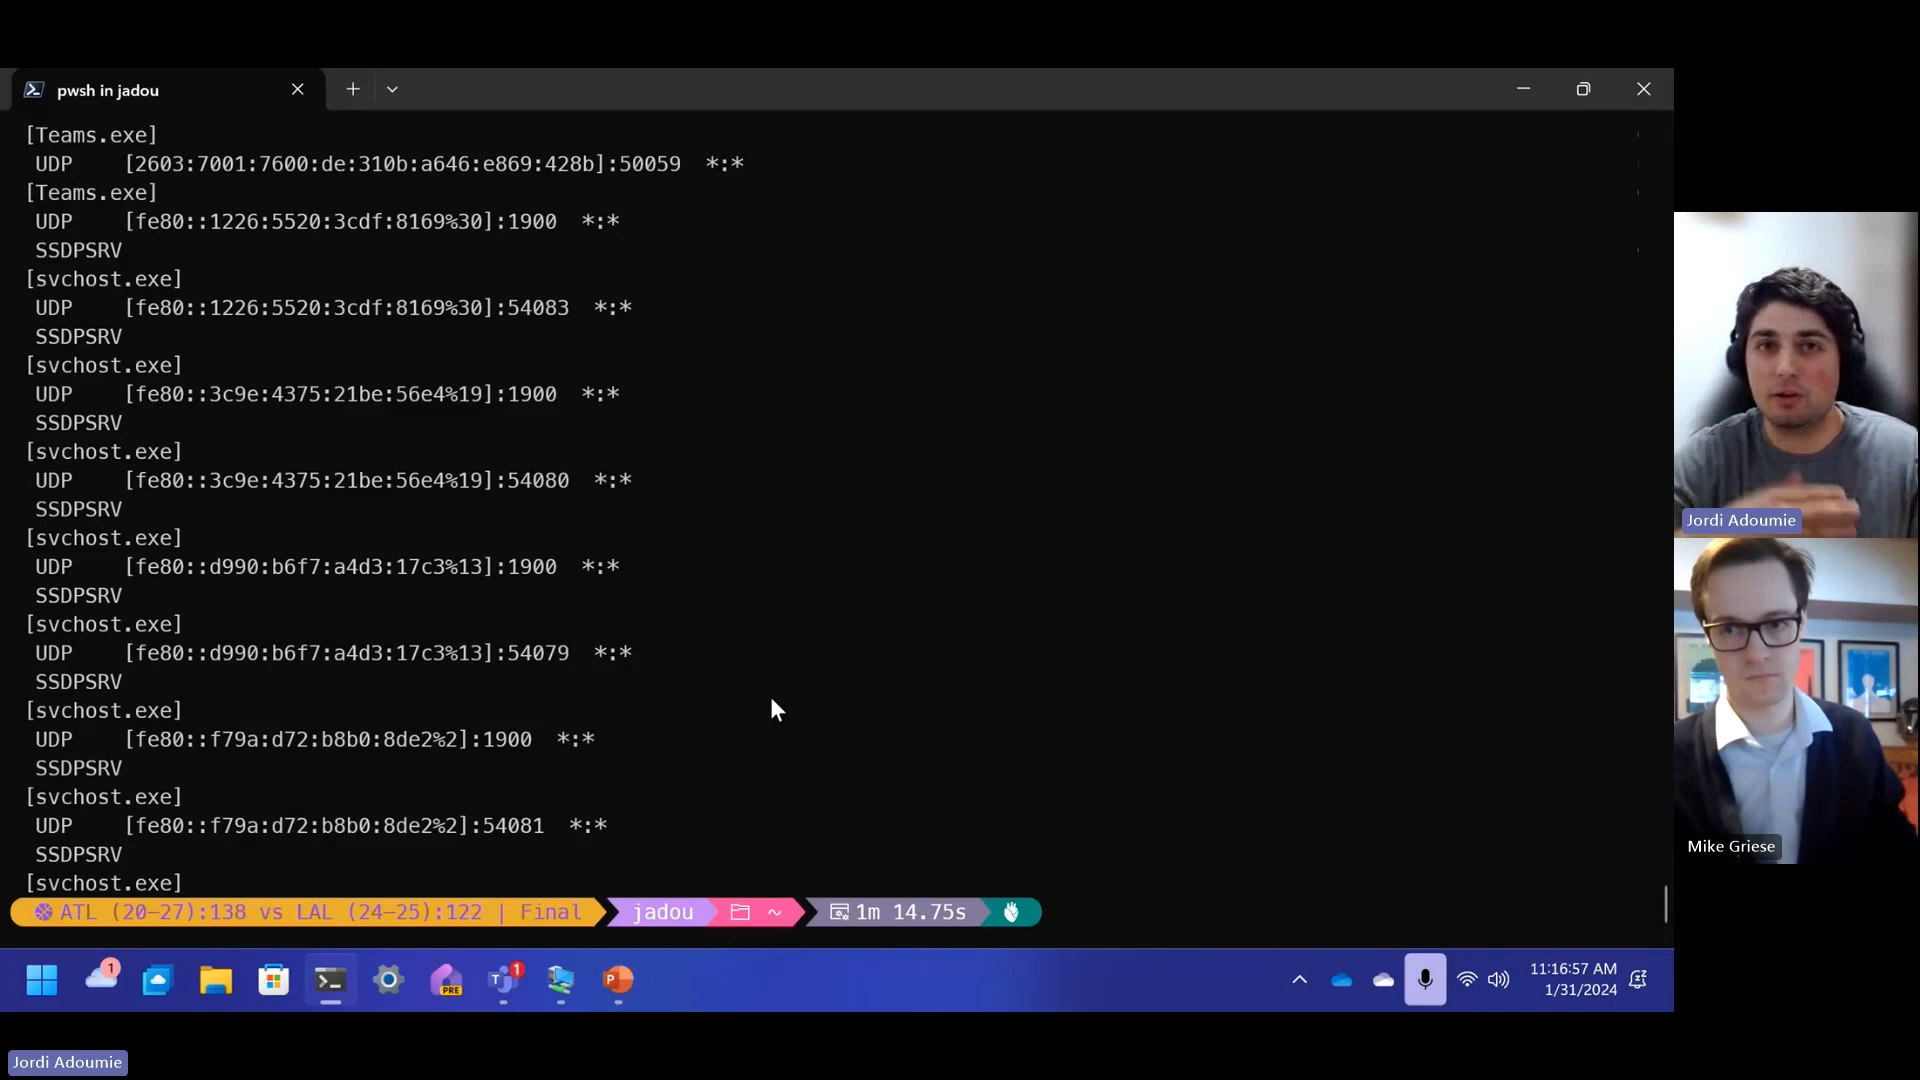 pwsh in jadou
[Teams.exe]
UDP [2603:7001:7600:de:310b:a646:e869:428b]:50059 *:*
[Teams.exe]
UDP [fe80::1226:5520:3cdf:8169%30]:1900 *:*
SSDPSRV
[svchost.exe]
UDP [fe80::1226:5520:3cdf:8169%30]:54083 *:*
SSDPSRV
[svchost.exe]
UDP [fe80::3c9e:4375:21be:56e4%19]:1900 *:*
SSDPSRV
[svchost.exe]
UDP [fe80::3c9e:4375:21be:56e4%19]:54080 *:*
SSDPSRV
[svchost.exe]
UDP [fe80::d990:b6f7:a4d3:17c3%13]:1900 *:*
SSDPSRV
[svchost.exe]
UDP [fe80::d990:b6f7:a4d3:17c3%13]:54079 *:*
SSDPSRV
[svchost.exe]
UDP [fe80::f79a:d72:b8b0:8de2%2]:1900 *:*
SSDPSRV
[svchost.exe]
UDP [fe80::f79a:d72:b8b0:8de2%2]:54081 *:*
SSDPSRV
[svchost.exe]
ATL (20-27):138 vs LAL (24-25):122 | Final jadou ~ 1m 14.75s
Jordi Adoumie
Mike Griese
1
PRE
T 1
P
11:16:57 AM
1/31/2024
Jordi Adoumie